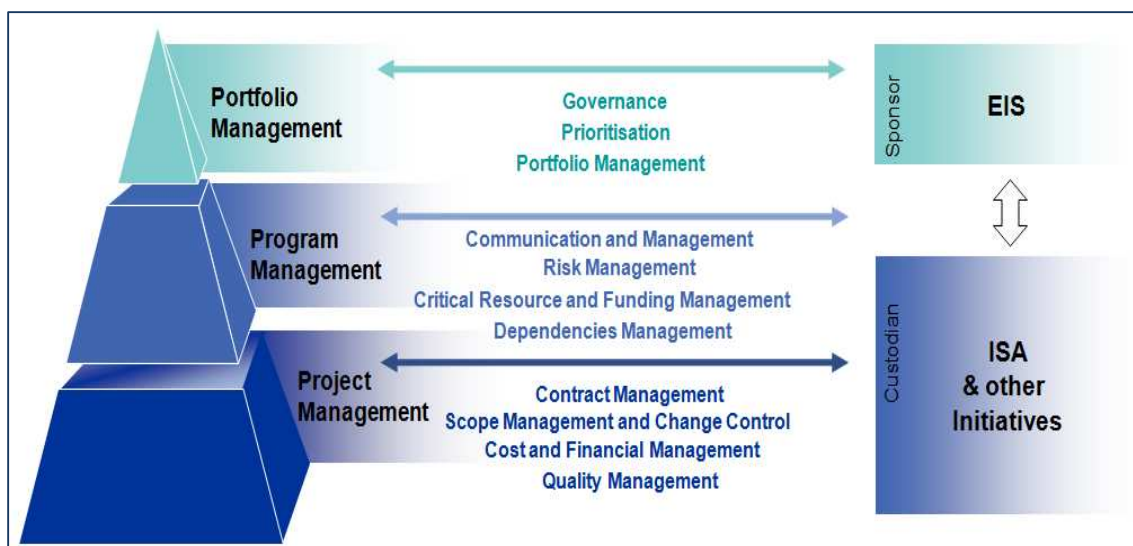 Portfolio
Management
Governance
Prioritisation
Portfolio Management
Sponsor
EIS
Program
Management
Communication and Management
Risk Management
Critical Resource and Funding Management
Dependencies Management
Project
Management
Contract Management
Scope Management and Change Control
Cost and Financial Management
Quality Management
Custodian
ISA
& other
Initiatives